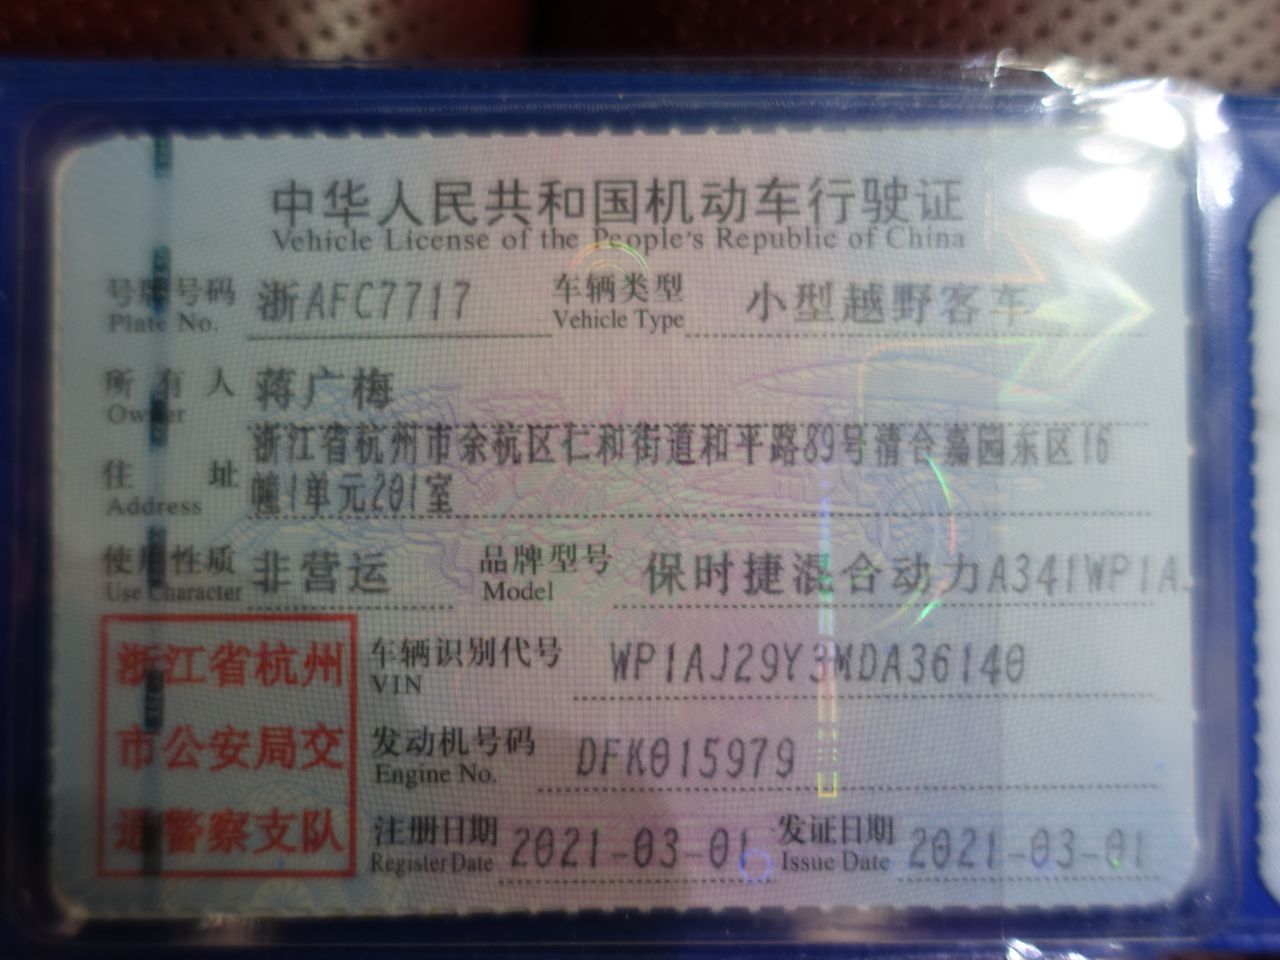 中华人民共和国机动车行驶证
Vehicle License of the People's Republic of China
号牌号码 浙AFC7717 车辆类型 小型越野客车
Plate No. Vehicle Type
所有人 蒋广梅
Owner
浙江省杭州市余杭区仁和街道和平路89号清合嘉园东区16
住址 幢1单元201室
Address
使用性质 非营运 品牌型号 保时捷混合动力A341WP1A
Use Character Model
浙江省杭州 车辆识别代号 WP1AJ29Y3MDA36140
VIN
市公安局交 发动机号码 DFK015979
Engine No.
通警察支队 注册日期 2021-03-01 发证日期 2021-03-01
Register Date Issue Date